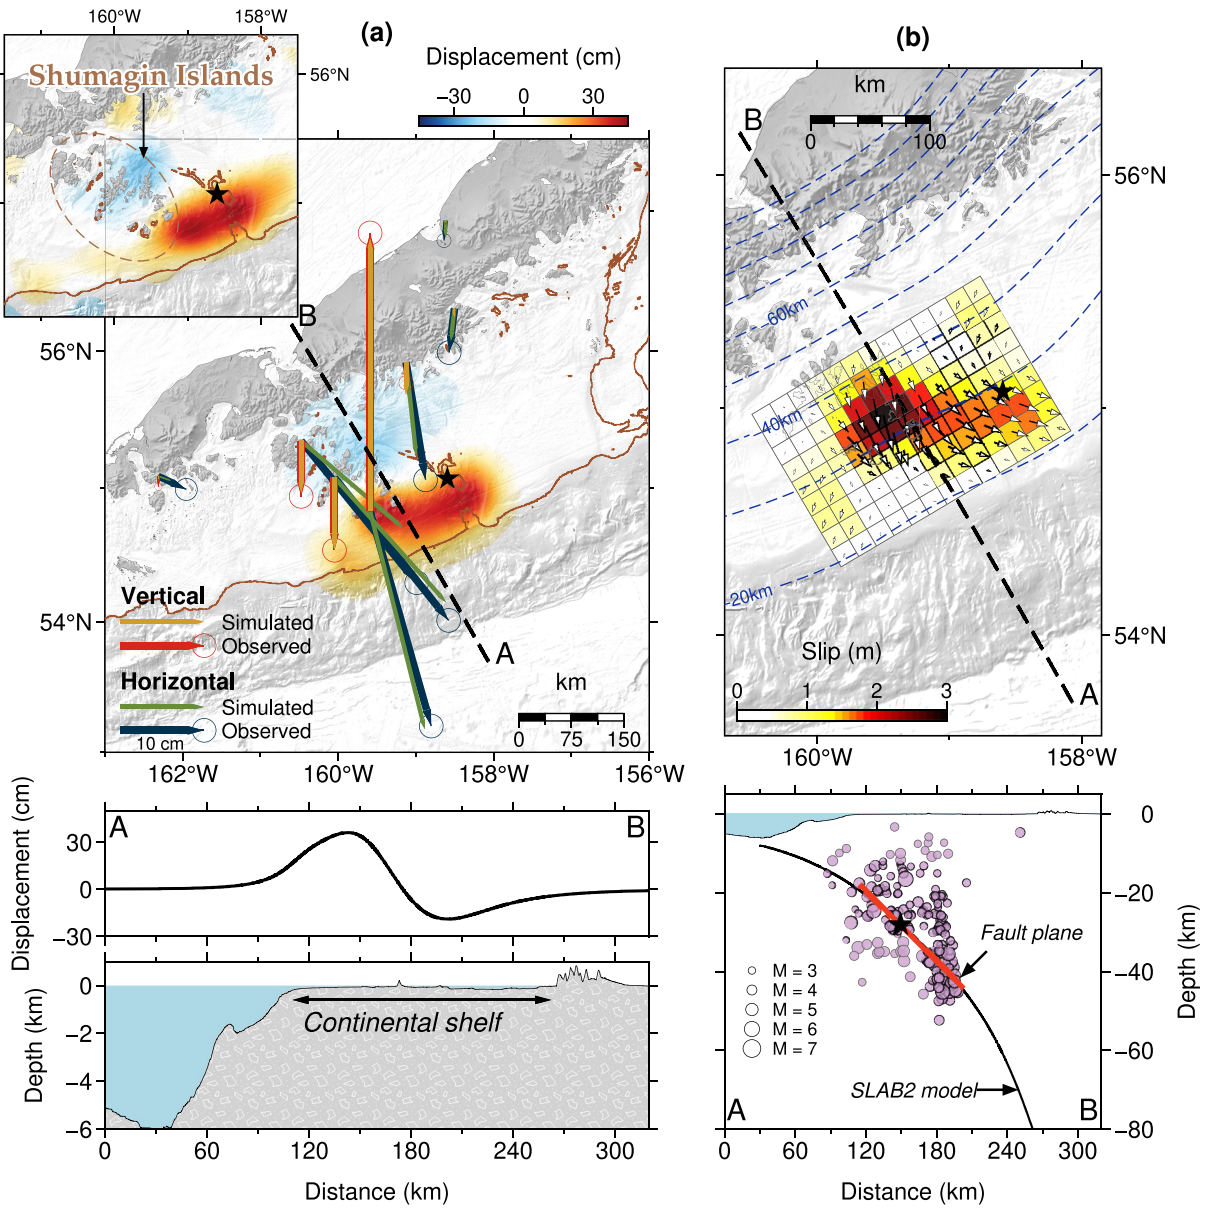 160°W
158°W
(a)
56°N
Shumagin Islands
Displacement (cm)
−30
0
30
B
56°N
54°N
A
Vertical
Simulated
Observed
Horizontal
Simulated
Observed
10 cm
km
0
75
150
162°W
160°W
158°W
156°W
(b)
B
km
0
100
56°N
-60km
-40km
-20km
54°N
Slip (m)
0
1
2
3
A
160°W
158°W
Displacement (cm)
30
0
−30
A
B
Depth (km)
0
−2
−4
−6
Continental shelf
0
60
120
180
240
300
Distance (km)
0
−20
−40
−60
−80
Depth (km)
Fault plane
M = 3
M = 4
M = 5
M = 6
M = 7
SLAB2 model
A
B
0
60
120
180
240
300
Distance (km)